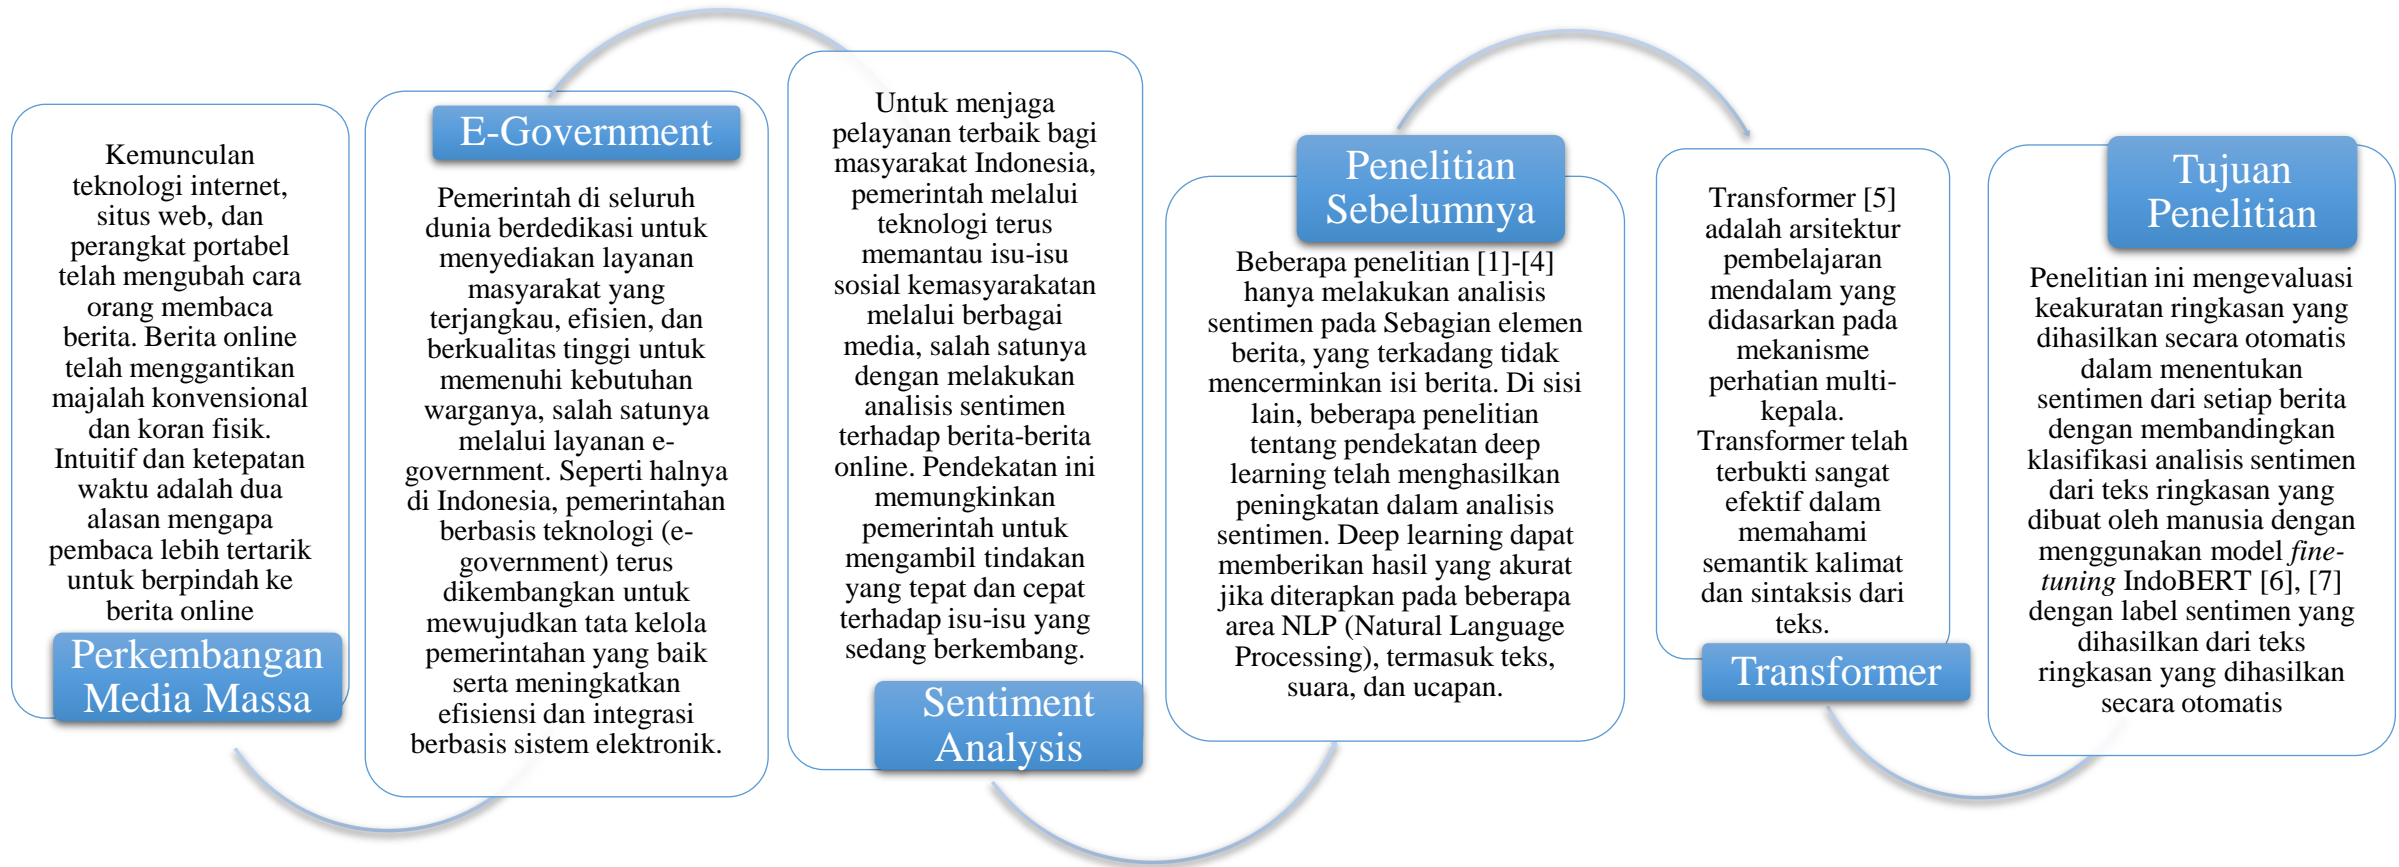 Kemunculan
teknologi internet,
situs web, dan
perangkat portabel
telah mengubah cara
orang membaca
berita. Berita online
telah menggantikan
majalah konvensional
dan koran fisik.
Intuitif dan ketepatan
waktu adalah dua
alasan mengapa
pembaca lebih tertarik
untuk berpindah ke
berita online
Perkembangan
Media Massa
E-Government
Pemerintah di seluruh
dunia berdedikasi untuk
menyediakan layanan
masyarakat yang
terjangkau, efisien, dan
berkualitas tinggi untuk
memenuhi kebutuhan
warganya, salah satunya
melalui layanan e-
government. Seperti halnya
di Indonesia, pemerintahan
berbasis teknologi (e-
government) terus
dikembangkan untuk
mewujudkan tata kelola
pemerintahan yang baik
serta meningkatkan
efisiensi dan integrasi
berbasis sistem elektronik.
Untuk menjaga
pelayanan terbaik bagi
masyarakat Indonesia,
pemerintah melalui
teknologi terus
memantau isu-isu
sosial kemasyarakatan
melalui berbagai
media, salah satunya
dengan melakukan
analisis sentimen
terhadap berita-berita
online. Pendekatan ini
memungkinkan
pemerintah untuk
mengambil tindakan
yang tepat dan cepat
terhadap isu-isu yang
sedang berkembang.
Sentiment
Analysis
Penelitian
Sebelumnya
Beberapa penelitian [1]-[4]
hanya melakukan analisis
sentimen pada Sebagian elemen
berita, yang terkadang tidak
mencerminkan isi berita. Di sisi
lain, beberapa penelitian
tentang pendekatan deep
learning telah menghasilkan
peningkatan dalam analisis
sentimen. Deep learning dapat
memberikan hasil yang akurat
jika diterapkan pada beberapa
area NLP (Natural Language
Processing), termasuk teks,
suara, dan ucapan.
Transformer [5]
adalah arsitektur
pembelajaran
mendalam yang
didasarkan pada
mekanisme
perhatian multi-
kepala.
Transformer telah
terbukti sangat
efektif dalam
memahami
semantik kalimat
dan sintaksis dari
teks.
Transformer
Tujuan
Penelitian
Penelitian ini mengevaluasi
keakuratan ringkasan yang
dihasilkan secara otomatis
dalam menentukan
sentimen dari setiap berita
dengan membandingkan
klasifikasi analisis sentimen
dari teks ringkasan yang
dibuat oleh manusia dengan
menggunakan model fine-
tuning IndoBERT [6], [7]
dengan label sentimen yang
dihasilkan dari teks
ringkasan yang dihasilkan
secara otomatis